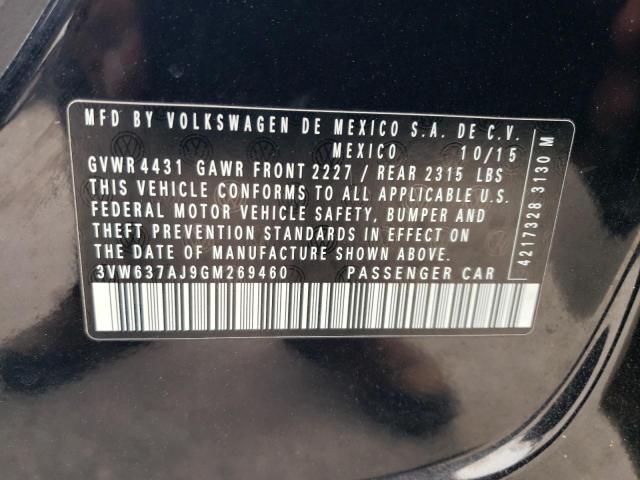 MFD BY VOLKSWAGEN DE MEXICO S.A. DE C.V.
MEXICO 10/15
GVWR 4431 GAWR FRONT 2227 / REAR 2315 LBS
THIS VEHICLE CONFORMS TO ALL APPLICABLE U.S.
FEDERAL MOTOR VEHICLE SAFETY, BUMPER AND
THEFT PREVENTION STANDARDS IN EFFECT ON
THE DATE OF MANUFACTURE SHOWN ABOVE.
3VW637AJ9GM269460 PASSENGER CAR
4217328 3130 M